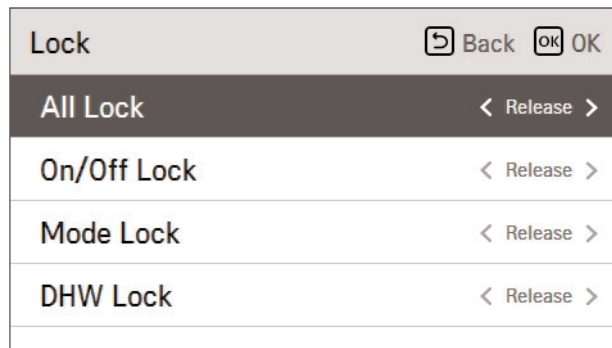 Lock Back OK OK
All Lock < Release >
On/Off Lock < Release >
Mode Lock < Release >
DHW Lock < Release >